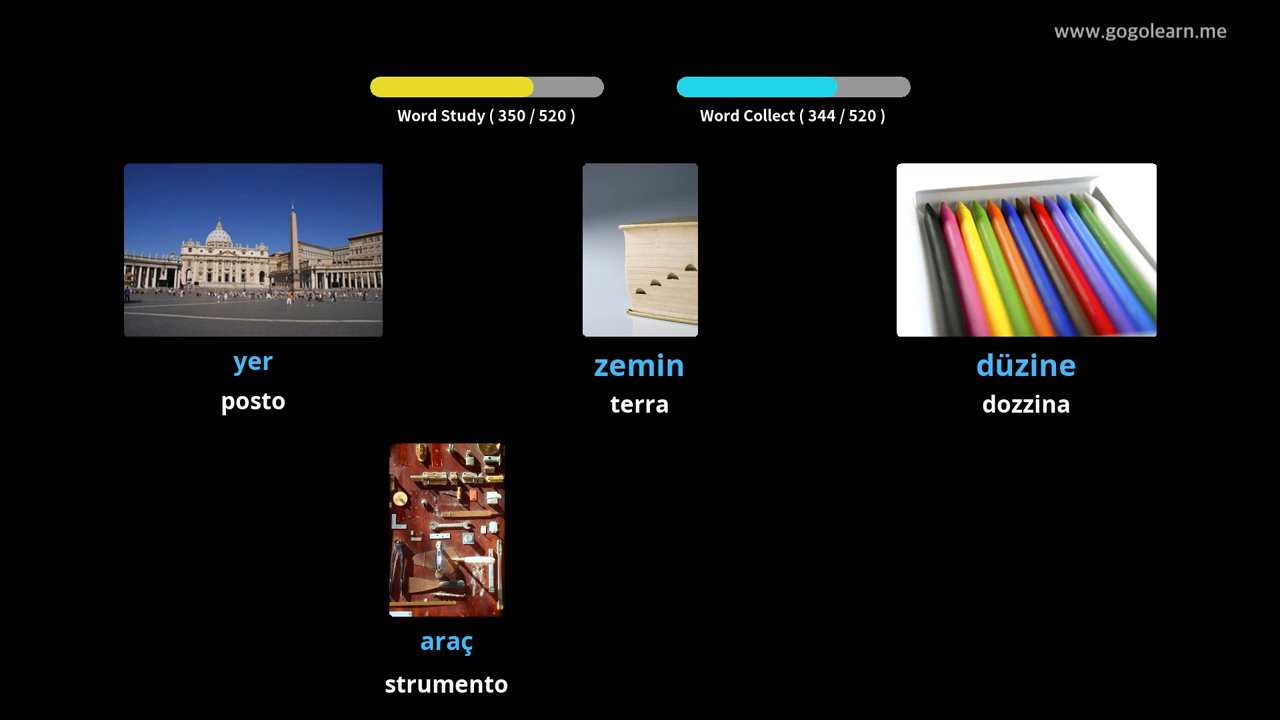 www.gogolearn.me
Word Study ( 350 / 520 )
Word Collect ( 344 / 520 )
yer
posto
zemin
terra
düzine
dozzina
araç
strumento